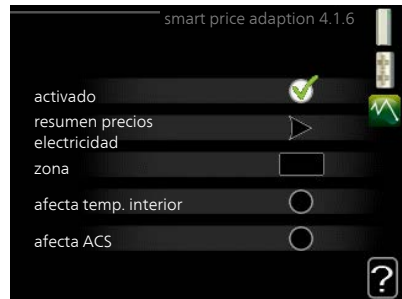 smart price adaption 4.1.6
activado
resumen precios
electricidad
zona
afecta temp. interior
afecta ACS
?